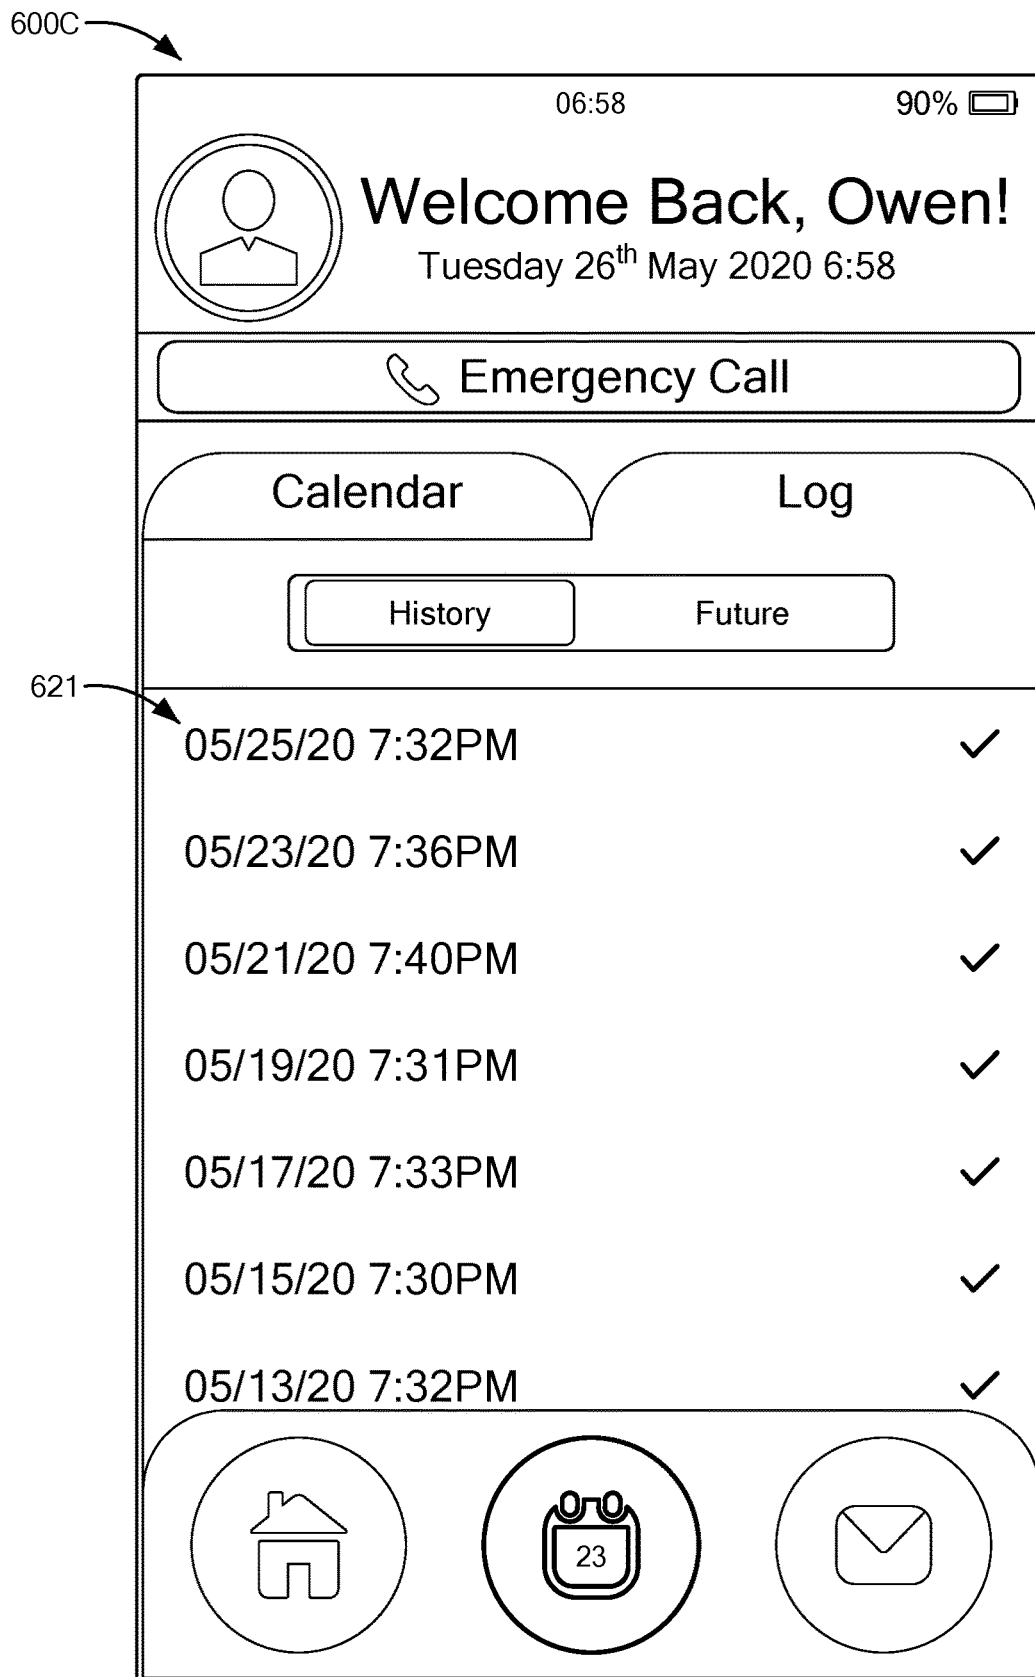 600C
06:58 90%
Welcome Back, Owen!
Tuesday 26th May 2020 6:58
Emergency Call
Calendar Log
History Future
621
05/25/20 7:32PM
05/23/20 7:36PM
05/21/20 7:40PM
05/19/20 7:31PM
05/17/20 7:33PM
05/15/20 7:30PM
05/13/20 7:32PM
23